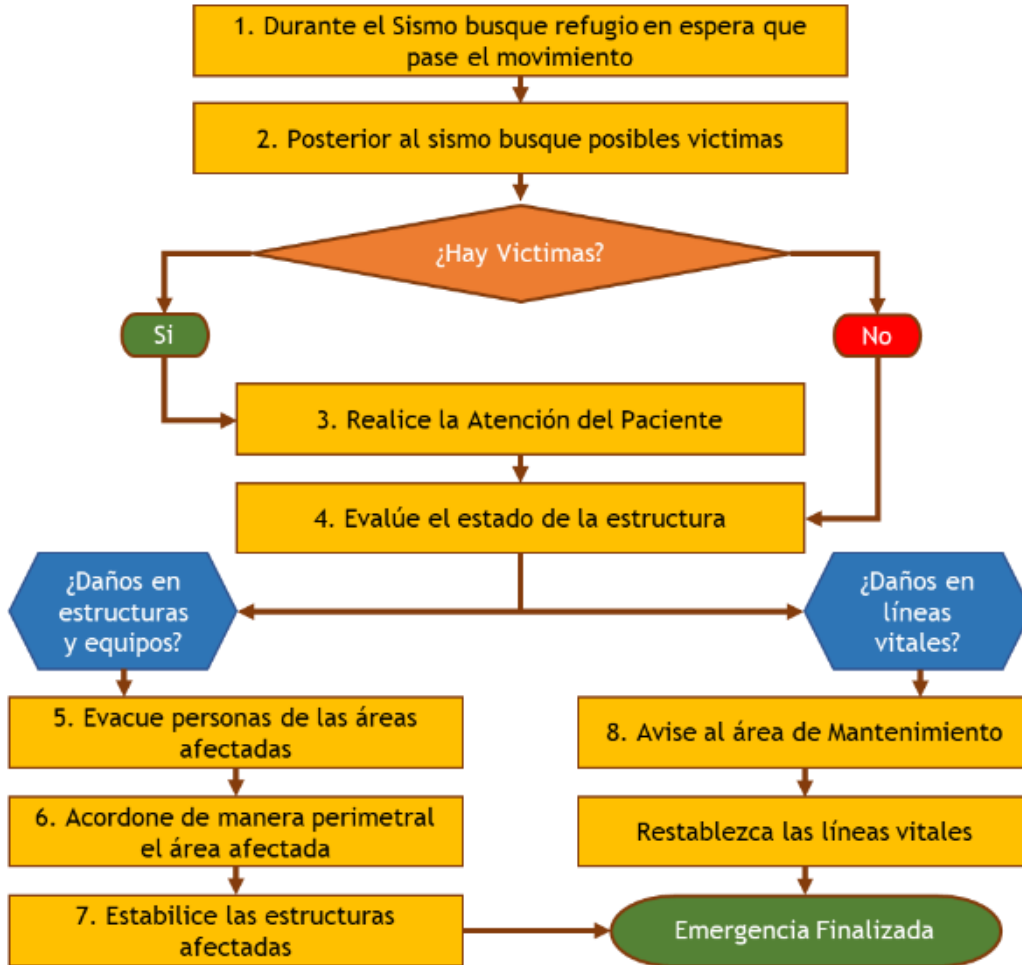 1. Durante el Sismo busque refugio en espera que
pase el movimiento
2. Posterior al sismo busque posibles victimas
¿Hay Victimas?
Si
No
3. Realice la Atención del Paciente
4. Evalúe el estado de la estructura
¿Daños en
estructuras
y equipos?
¿Daños en
líneas
vitales?
5. Evacue personas de las áreas
afectadas
8. Avise al área de Mantenimiento
6. Acordone de manera perimetral
el área afectada
Restablezca las líneas vitales
7. Estabilice las estructuras
afectadas
Emergencia Finalizada